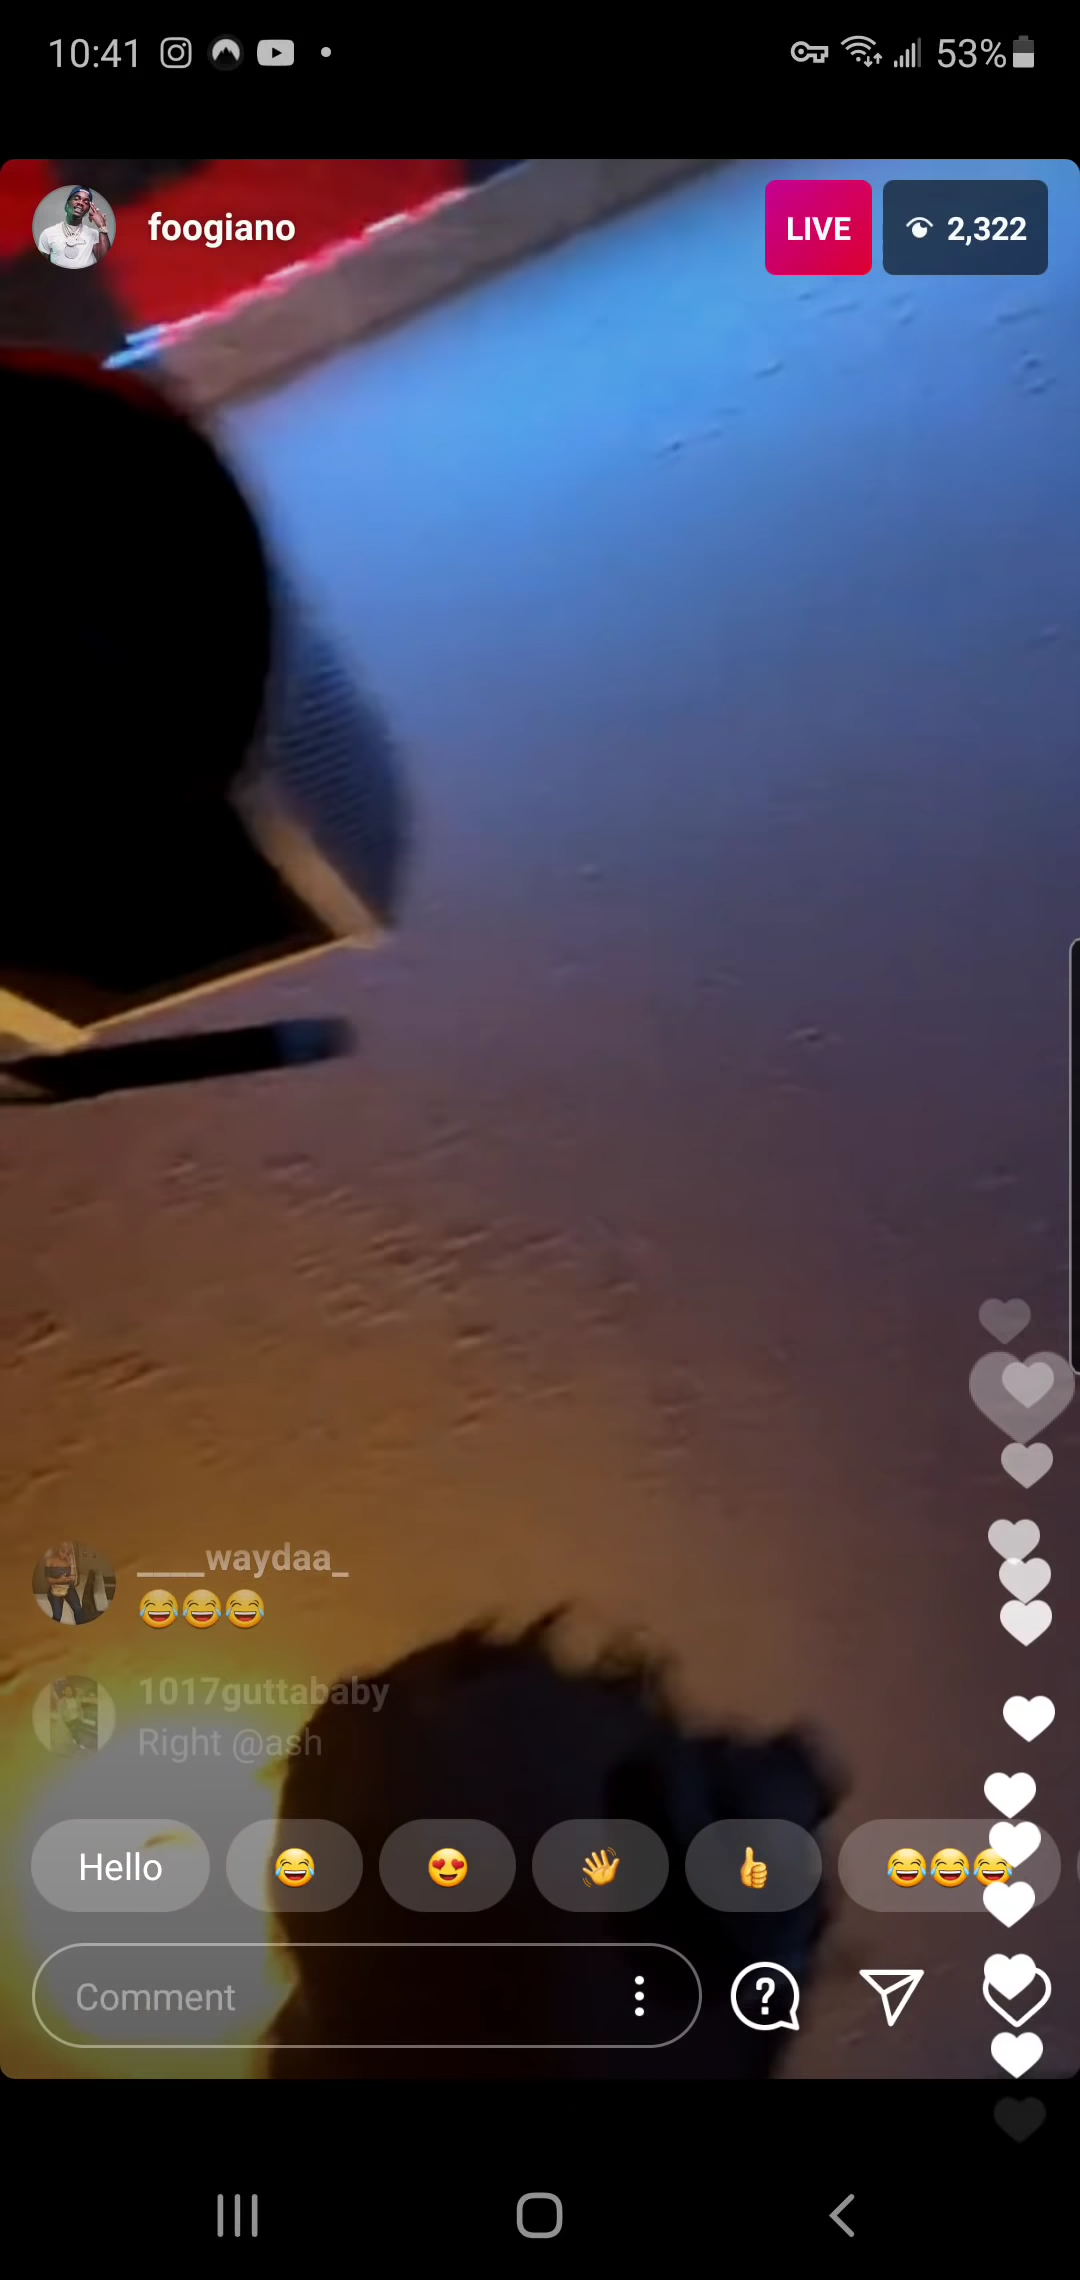 10:41
53%
foogiano
LIVE
2,322
____waydaa_
😂😂😂
1017guttababy
Right @ash
Hello
😂
😍
👋
👍
😂😂😂
Comment